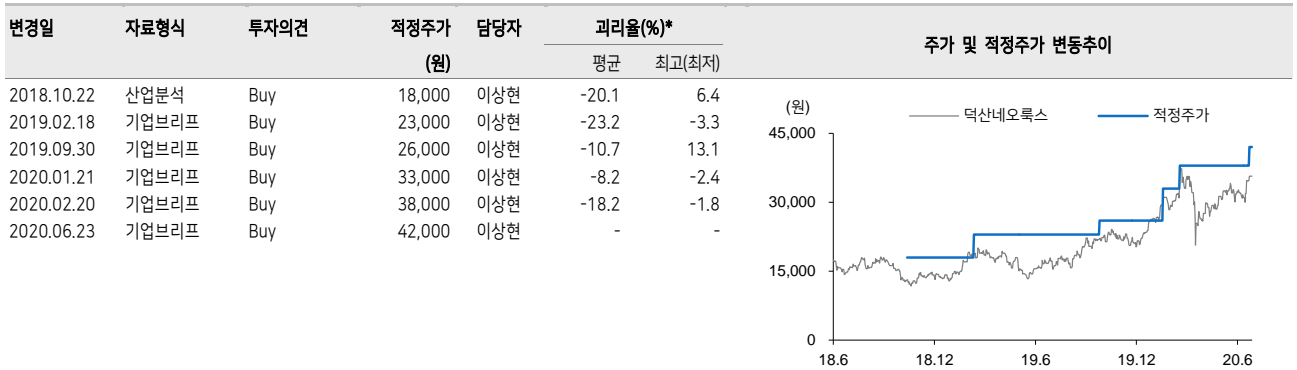 변경일 자료형식 투자의견 적정주가 담당자 괴리율(%)*
(원) 평균 최고(최저)
2018.10.22 산업분석 Buy 18,000 이상현 -20.1 6.4
2019.02.18 기업브리프 Buy 23,000 이상현 -23.2 -3.3
2019.09.30 기업브리프 Buy 26,000 이상현 -10.7 13.1
2020.01.21 기업브리프 Buy 33,000 이상현 -8.2 -2.4
2020.02.20 기업브리프 Buy 38,000 이상현 -18.2 -1.8
2020.06.23 기업브리프 Buy 42,000 이상현 - -
주가 및 적정주가 변동추이
(원)
덕산네오룩스 적정주가
45,000
30,000
15,000
0
18.6 18.12 19.6 19.12 20.6